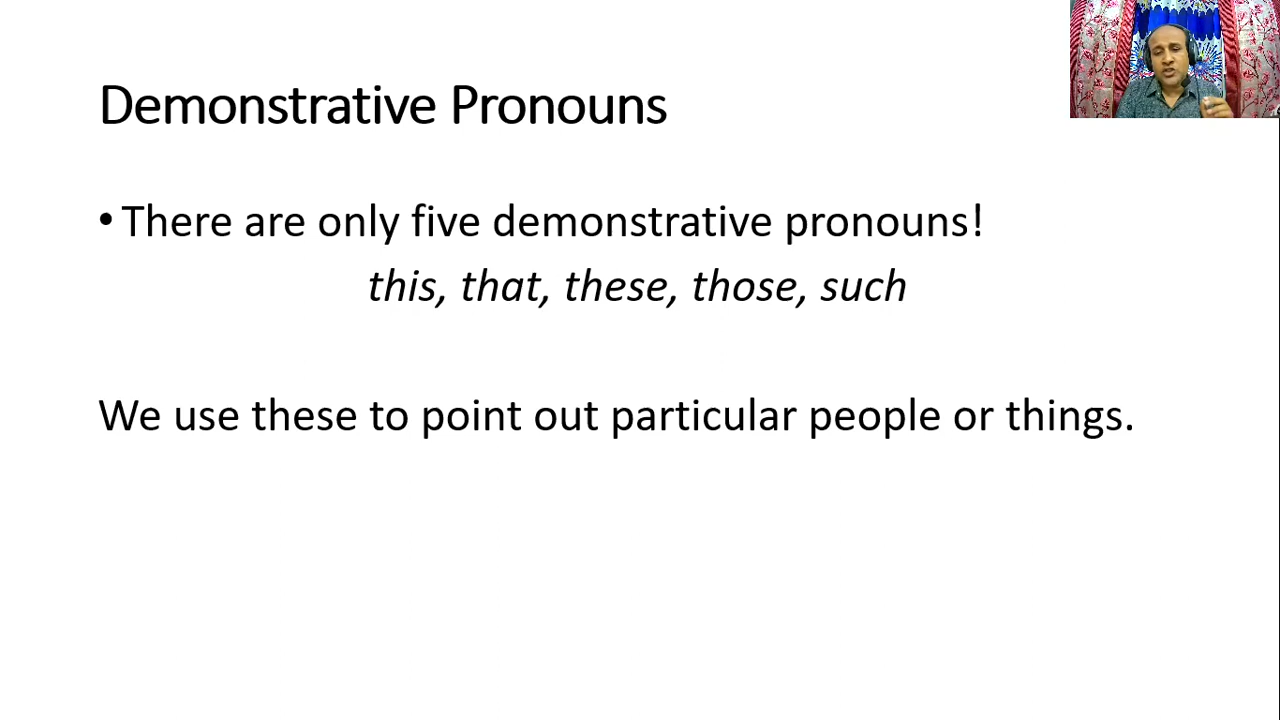 Demonstrative Pronouns
• There are only five demonstrative pronouns!
this, that, these, those, such
We use these to point out particular people or things.